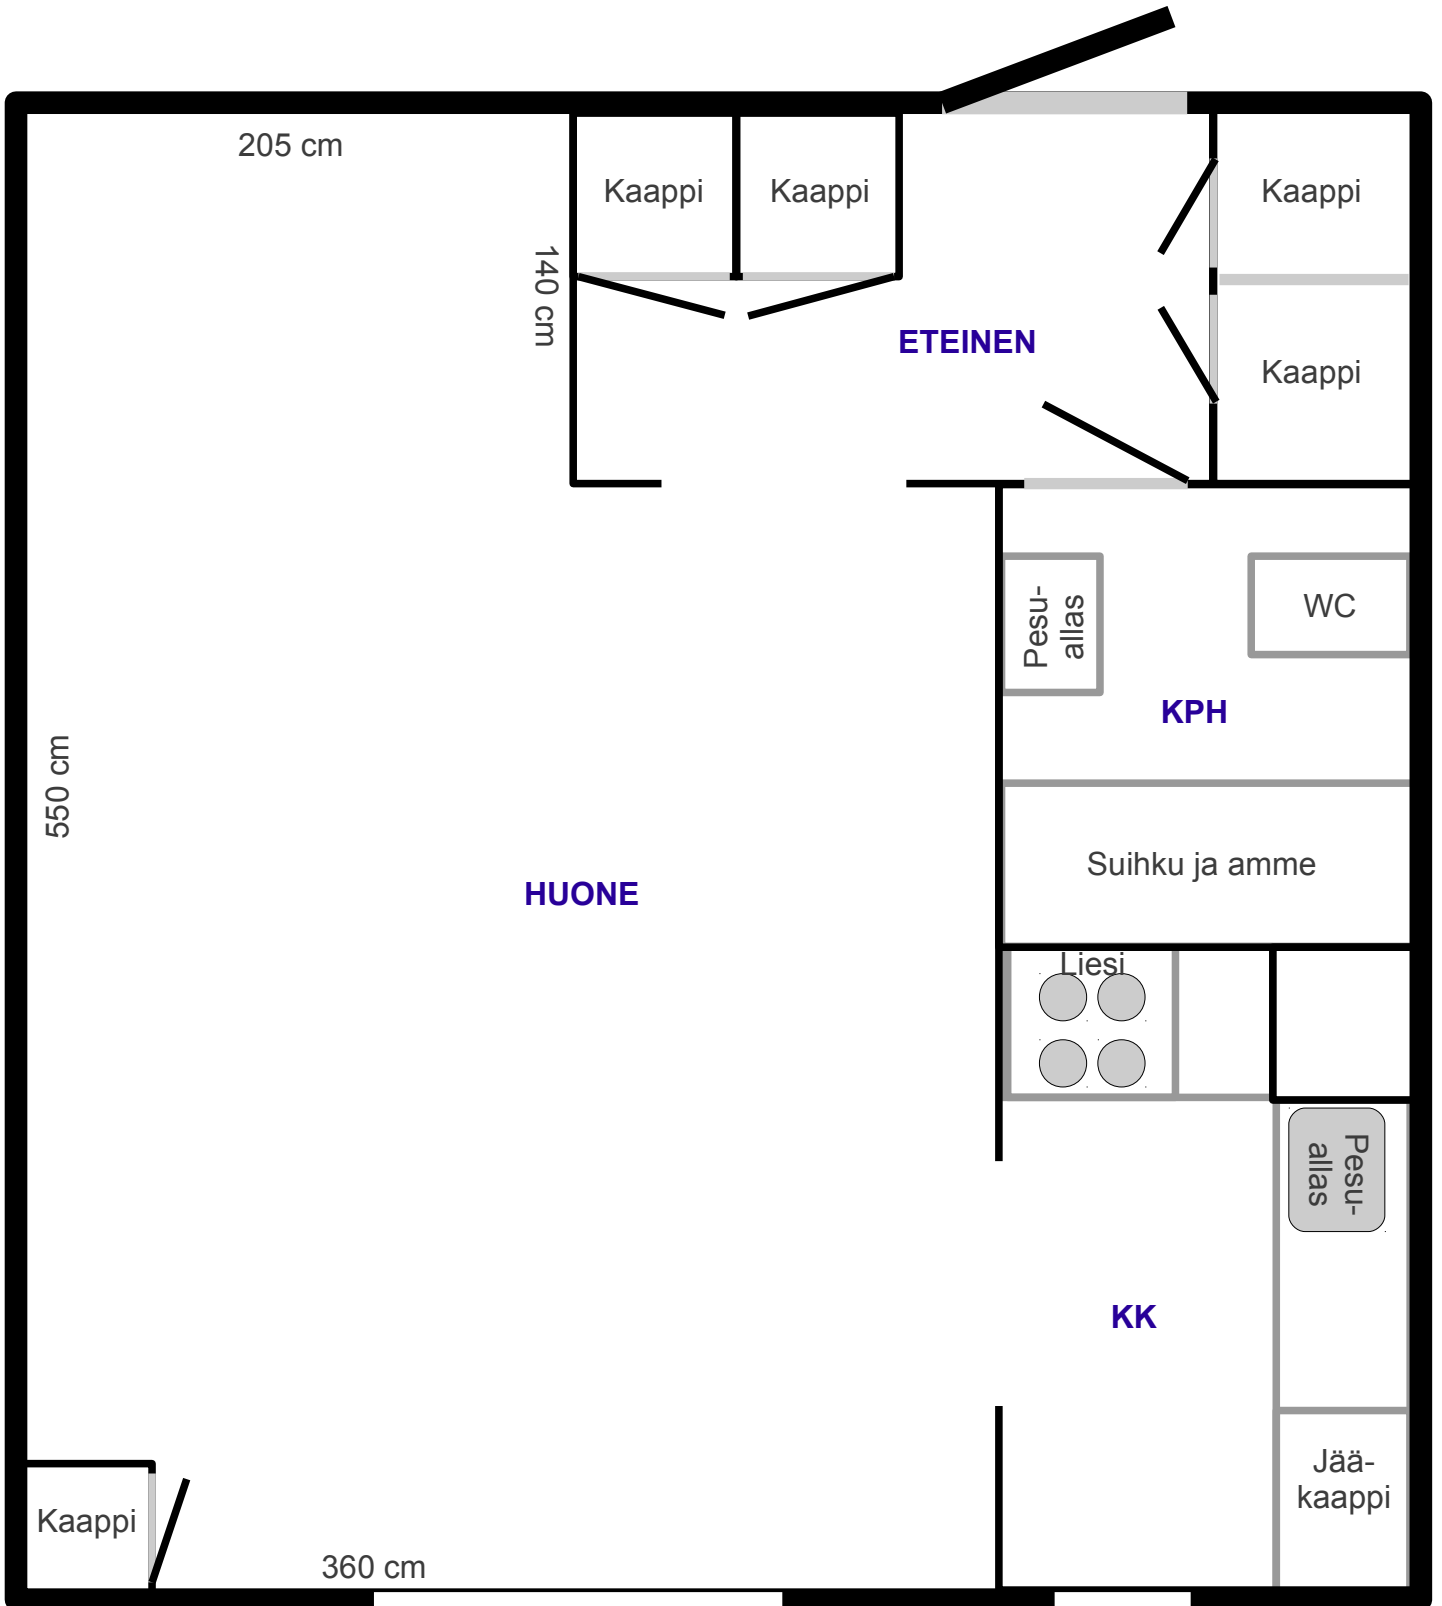 205 cm
Kaappi
Kaappi
Kaappi
140 cm
ETEINEN
Kaappi
Pesu-
allas
WC
KPH
550 cm
Suihku ja amme
HUONE
Liesi
Pesu-
allas
KK
Jää-
kaappi
Kaappi
360 cm